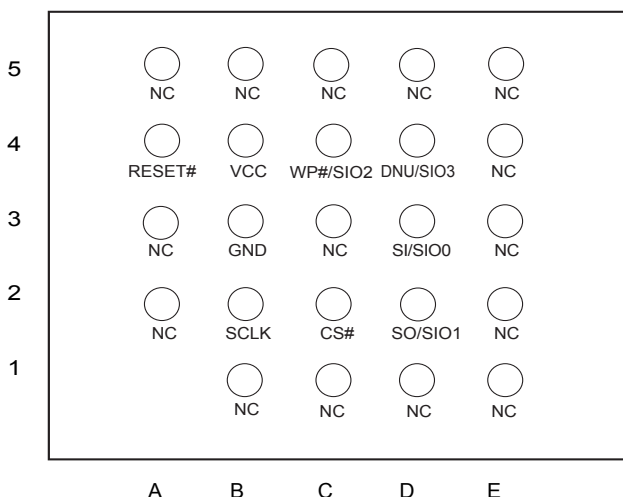 5
NC NC NC NC NC
4
RESET# VCC WP#/SIO2 DNU/SIO3 NC
3
NC GND NC SI/SIO0 NC
2
NC SCLK CS# SO/SIO1 NC
1
NC NC NC NC
A B C D E